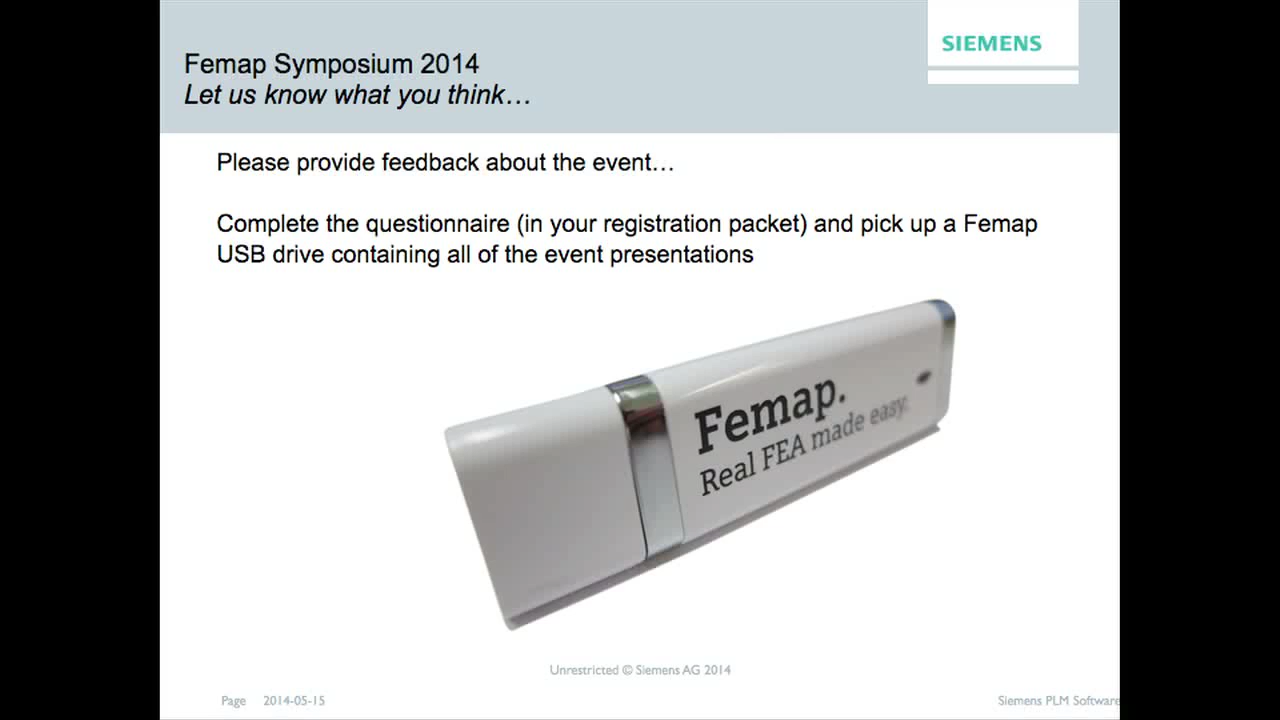 SIEMENS
Femap Symposium 2014
Let us know what you think…
Please provide feedback about the event…
Complete the questionnaire (in your registration packet) and pick up a Femap
USB drive containing all of the event presentations
Femap.
Real FEA made easy.
Unrestricted © Siemens AG 2014
Page 2014-05-15
Siemens PLM Software